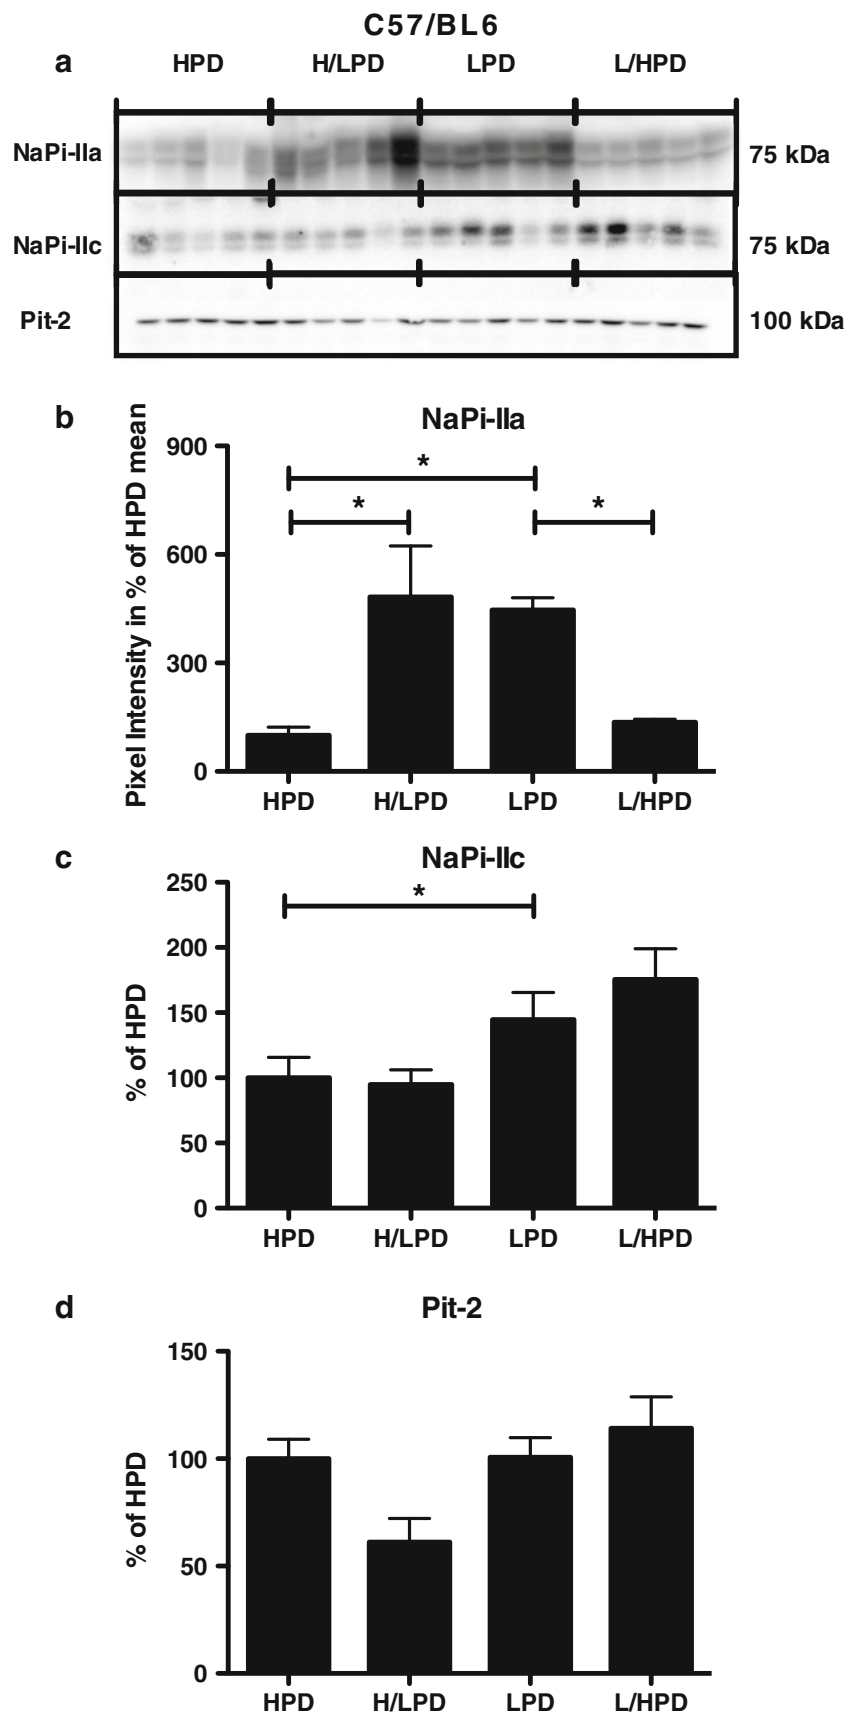 C57/BL6
a
HPD H/LPD LPD L/HPD
NaPi-IIa 75 kDa
NaPi-IIc 75 kDa
Pit-2 100 kDa
b
NaPi-IIa
Pixel Intensity in % of HPD mean
900
600
300
0
* * *
HPD H/LPD LPD L/HPD
c
NaPi-IIc
% of HPD
250
200
150
100
50
0
*
HPD H/LPD LPD L/HPD
d
Pit-2
% of HPD
150
100
50
0
HPD H/LPD LPD L/HPD